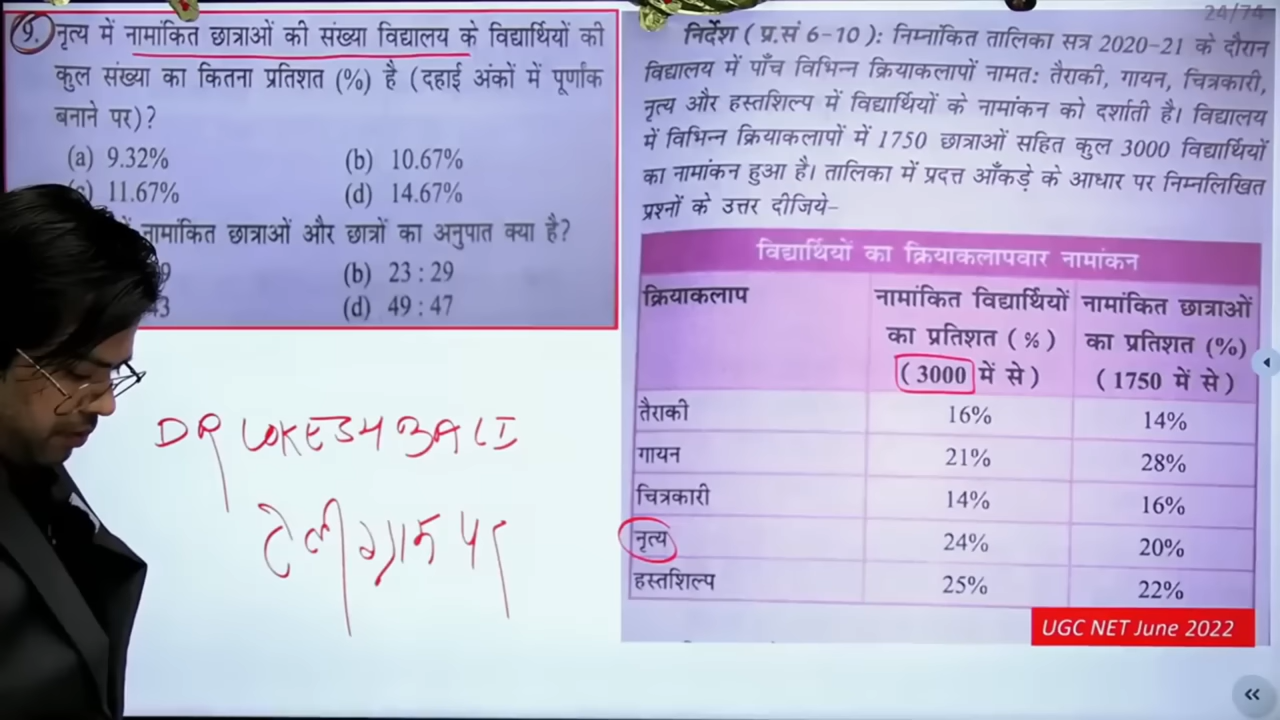 9. नृत्य में नामांकित छात्राओं की संख्या विद्यालय के विद्यार्थियों की
कुल संख्या का कितना प्रतिशत (%) है (दहाई अंकों में पूर्णांक
बनाने पर)?
(a) 9.32% (b) 10.67%
11.67% (d) 14.67%
नामांकित छात्राओं और छात्रों का अनुपात क्या है?
9 (b) 23 : 29
43 (d) 49 : 47
DR LOKESH BALI
टेलीग्राम पर
24/74
निर्देश (प्र.सं 6-10) : निम्नांकित तालिका सत्र 2020-21 के दौरान
विद्यालय में पाँच विभिन्न क्रियाकलापों नामत: तैराकी, गायन, चित्रकारी,
नृत्य और हस्तशिल्प में विद्यार्थियों के नामांकन को दर्शाती है। विद्यालय
में विभिन्न क्रियाकलापों में 1750 छात्राओं सहित कुल 3000 विद्यार्थियों
का नामांकन हुआ है। तालिका में प्रदत्त आँकड़े के आधार पर निम्नलिखित
प्रश्नों के उत्तर दीजिये–
विद्यार्थियों का क्रियाकलापवार नामांकन
क्रियाकलाप नामांकित विद्यार्थियों का प्रतिशत (%) (3000 में से) नामांकित छात्राओं का प्रतिशत (%) (1750 में से)
तैराकी 16% 14%
गायन 21% 28%
चित्रकारी 14% 16%
नृत्य 24% 20%
हस्तशिल्प 25% 22%
UGC NET June 2022